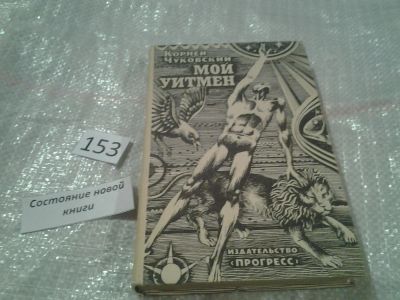 Корней
Чуковский
МОЙ
УИТМЕН
153
Состояние новой
книги
ИЗДАТЕЛЬСТВО
«ПРОГРЕСС»